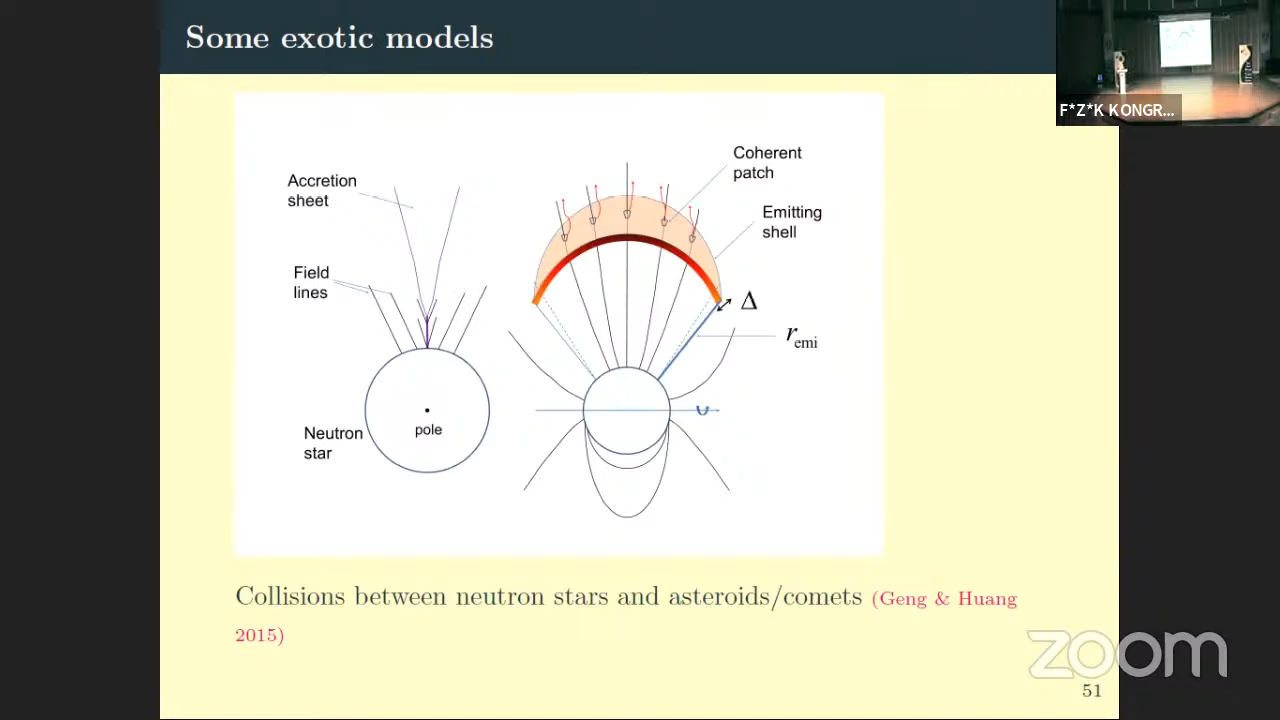 Some exotic models
F*Z*K KONGR...
Accretion
sheet
Field
lines
Neutron
star
pole
Coherent
patch
Emitting
shell
Δ
r_emi
υ
Collisions between neutron stars and asteroids/comets (Geng & Huang
2015)
zoom
51